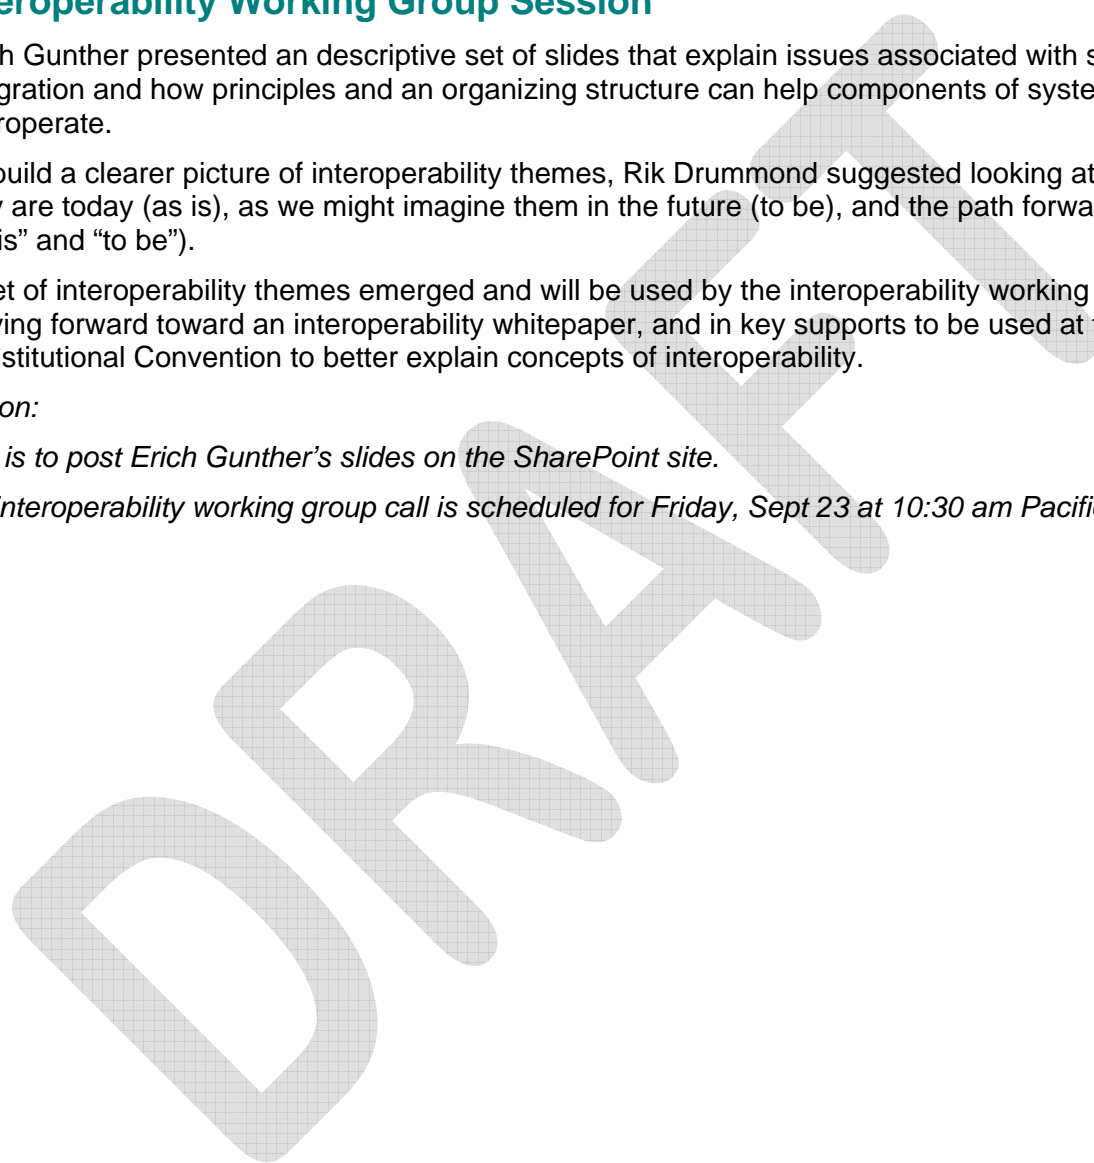 eroperability Working Group Session
h Gunther presented an descriptive set of slides that explain issues associated with s
gration and how principles and an organizing structure can help components of syste
roperate.
build a clearer picture of interoperability themes, Rik Drummond suggested looking at
y are today (as is), as we might imagine them in the future (to be), and the path forwa
is” and “to be”).
et of interoperability themes emerged and will be used by the interoperability working
ving forward toward an interoperability whitepaper, and in key supports to be used at t
stitutional Convention to better explain concepts of interoperability.
on:
is to post Erich Gunther’s slides on the SharePoint site.
interoperability working group call is scheduled for Friday, Sept 23 at 10:30 am Pacific
DRAFT